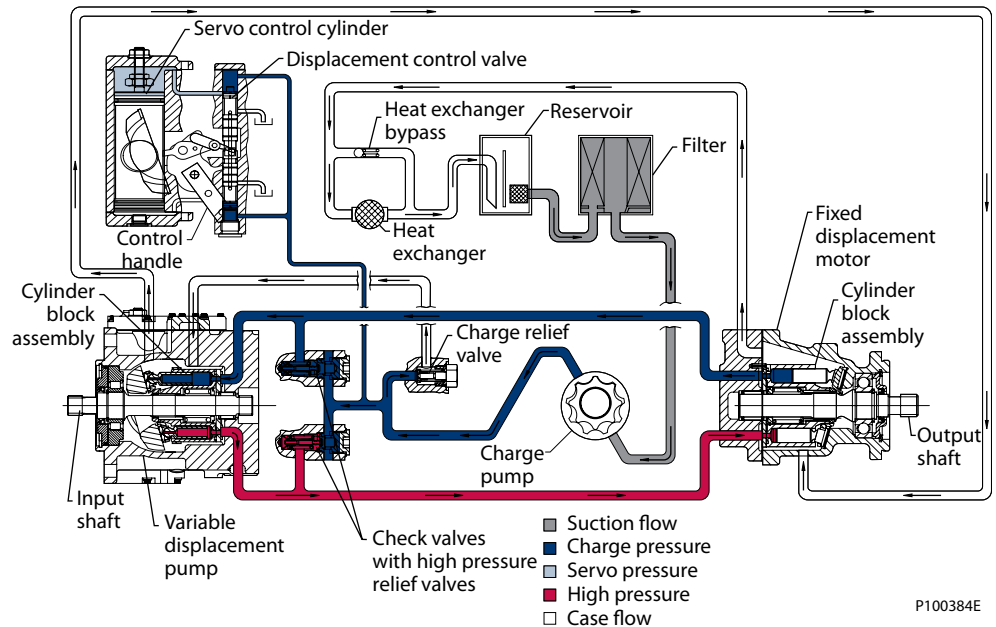 Servo control cylinder
Displacement control valve
Heat exchanger
bypass
Reservoir
Filter
Control
handle
Heat
exchanger
Fixed
displacement
motor
Cylinder
block
assembly
Charge relief
valve
Cylinder
block
assembly
Charge
pump
Output
shaft
Input
shaft
Variable
displacement
pump
Check valves
with high pressure
relief valves
Suction flow
Charge pressure
Servo pressure
High pressure
Case flow
P100384E